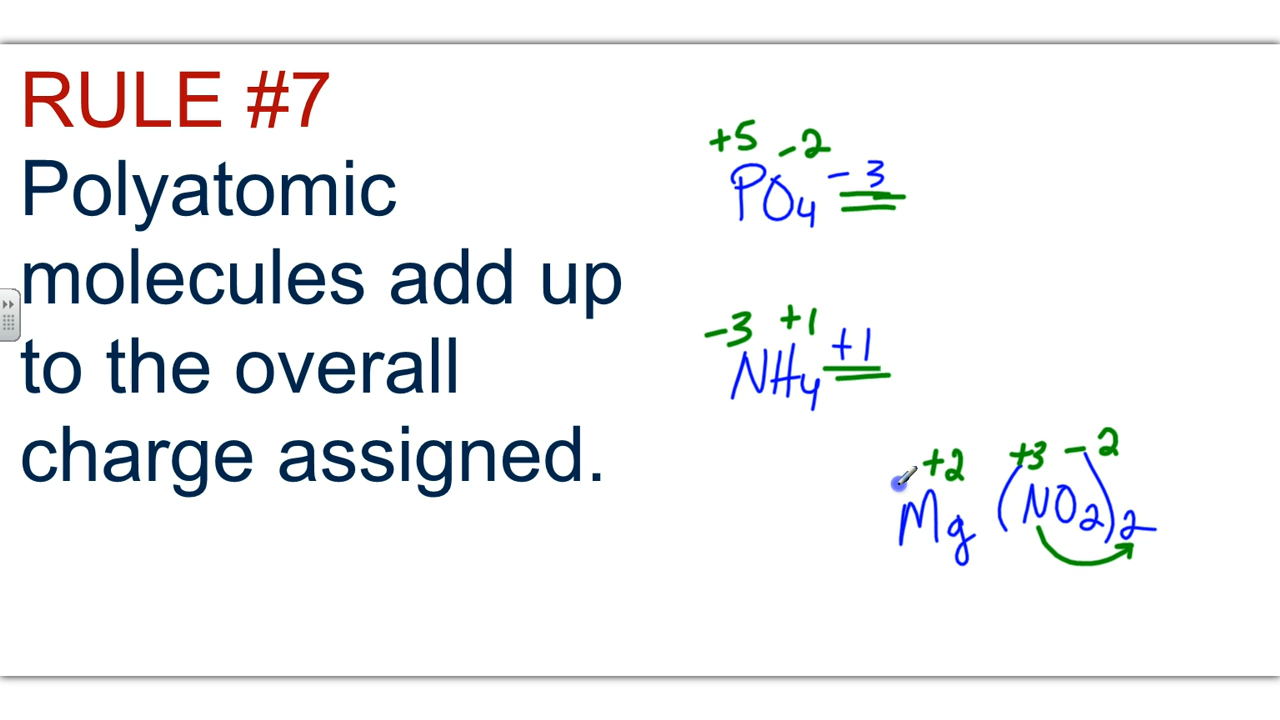 RULE #7
Polyatomic
molecules add up
to the overall
charge assigned.
+5 -2
PO4 -3
-3 +1
NH4 +1
+2 +3 -2
Mg (NO2)2